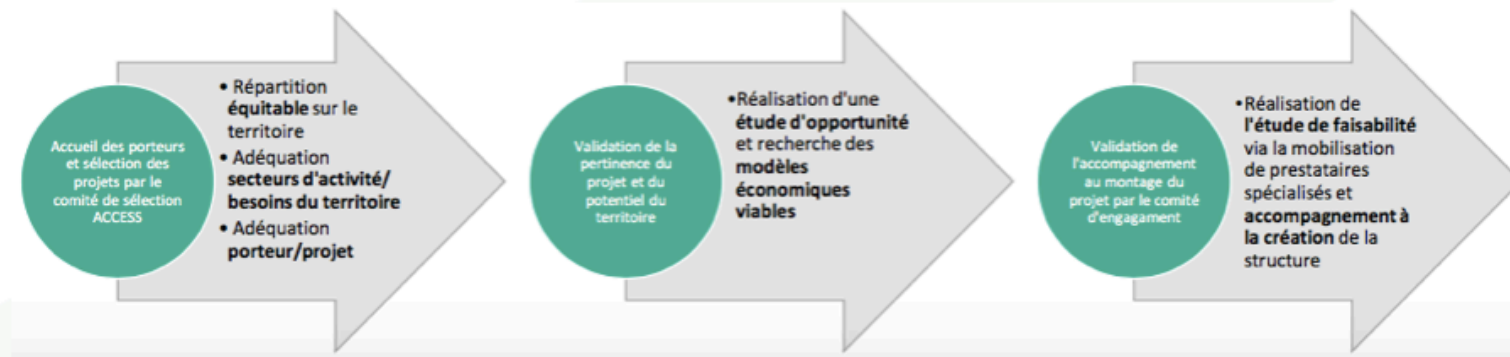 Accueil des porteurs
et sélection des
projets par le
comité de sélection
ACCESS
• Répartition
équitable sur le
territoire
• Adéquation
secteurs d'activité/
besoins du territoire
• Adéquation
porteur/projet
Validation de la
pertinence du
projet et du
potentiel du
territoire
•Réalisation d'une
étude d'opportunité
et recherche des
modèles
économiques
viables
Validation de
l'accompagnement
au montage du
projet par le comité
d'engagament
•Réalisation de
l'étude de faisabilité
via la mobilisation
de prestataires
spécialisés et
accompagnement à
la création de la
structure